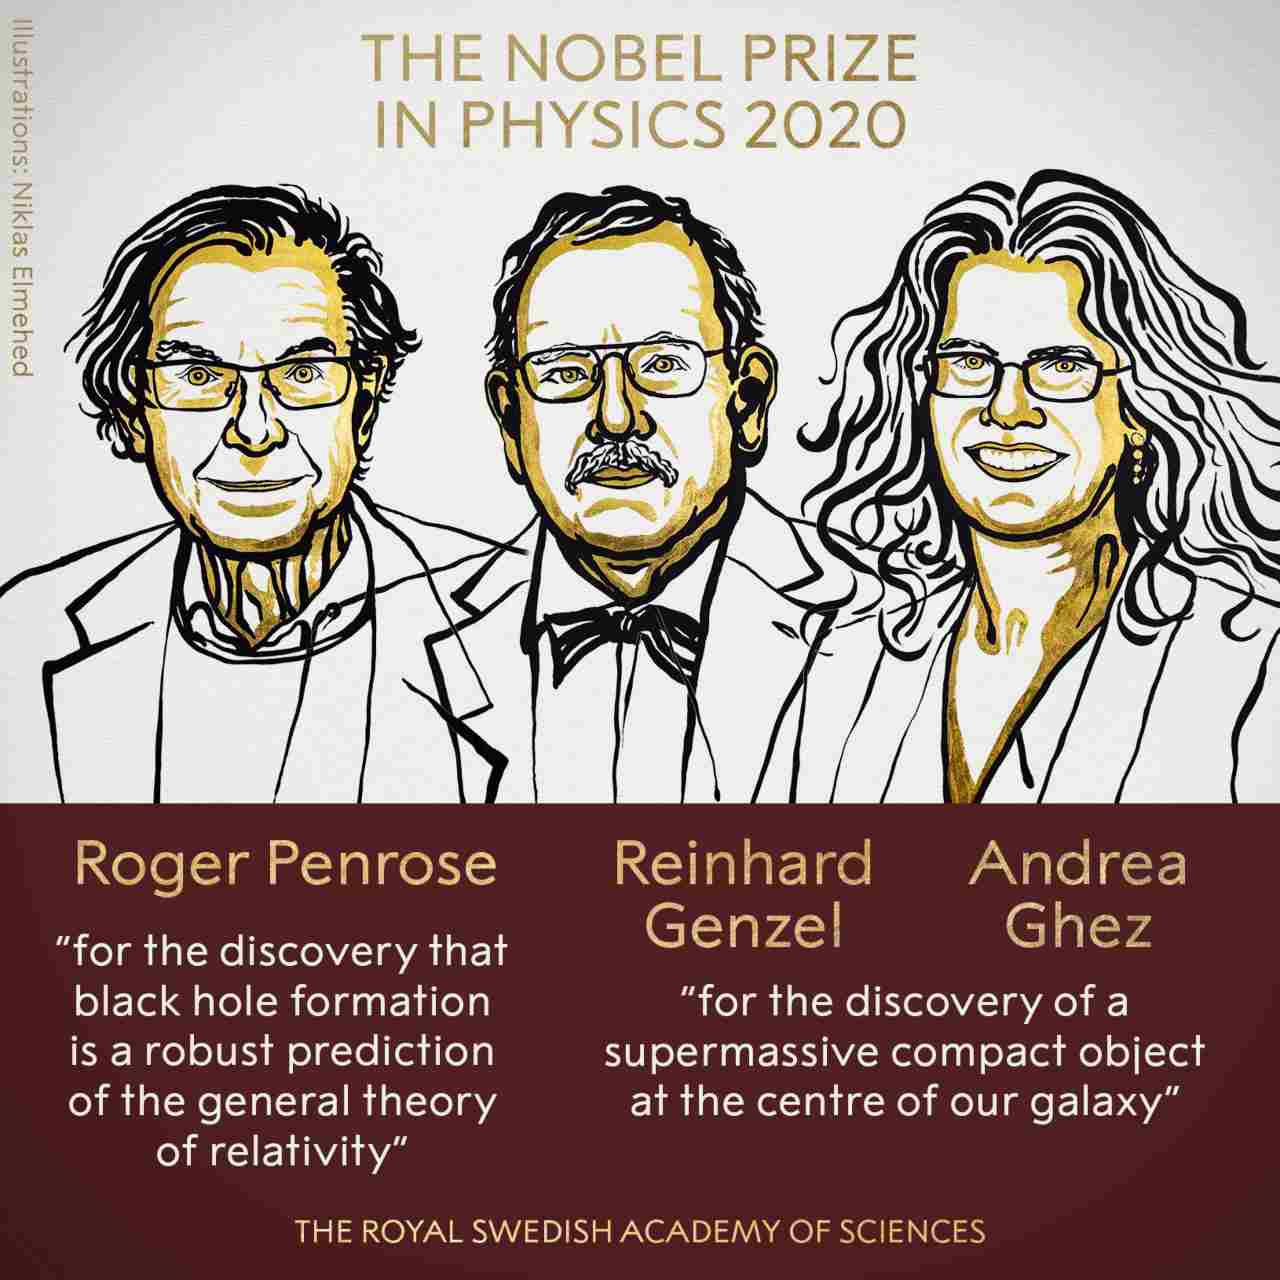 Illustrations: Niklas Elmehed
THE NOBEL PRIZE
IN PHYSICS 2020
Roger Penrose
"for the discovery that
black hole formation
is a robust prediction
of the general theory
of relativity"
Reinhard
Genzel
Andrea
Ghez
"for the discovery of a
supermassive compact object
at the centre of our galaxy"
THE ROYAL SWEDISH ACADEMY OF SCIENCES